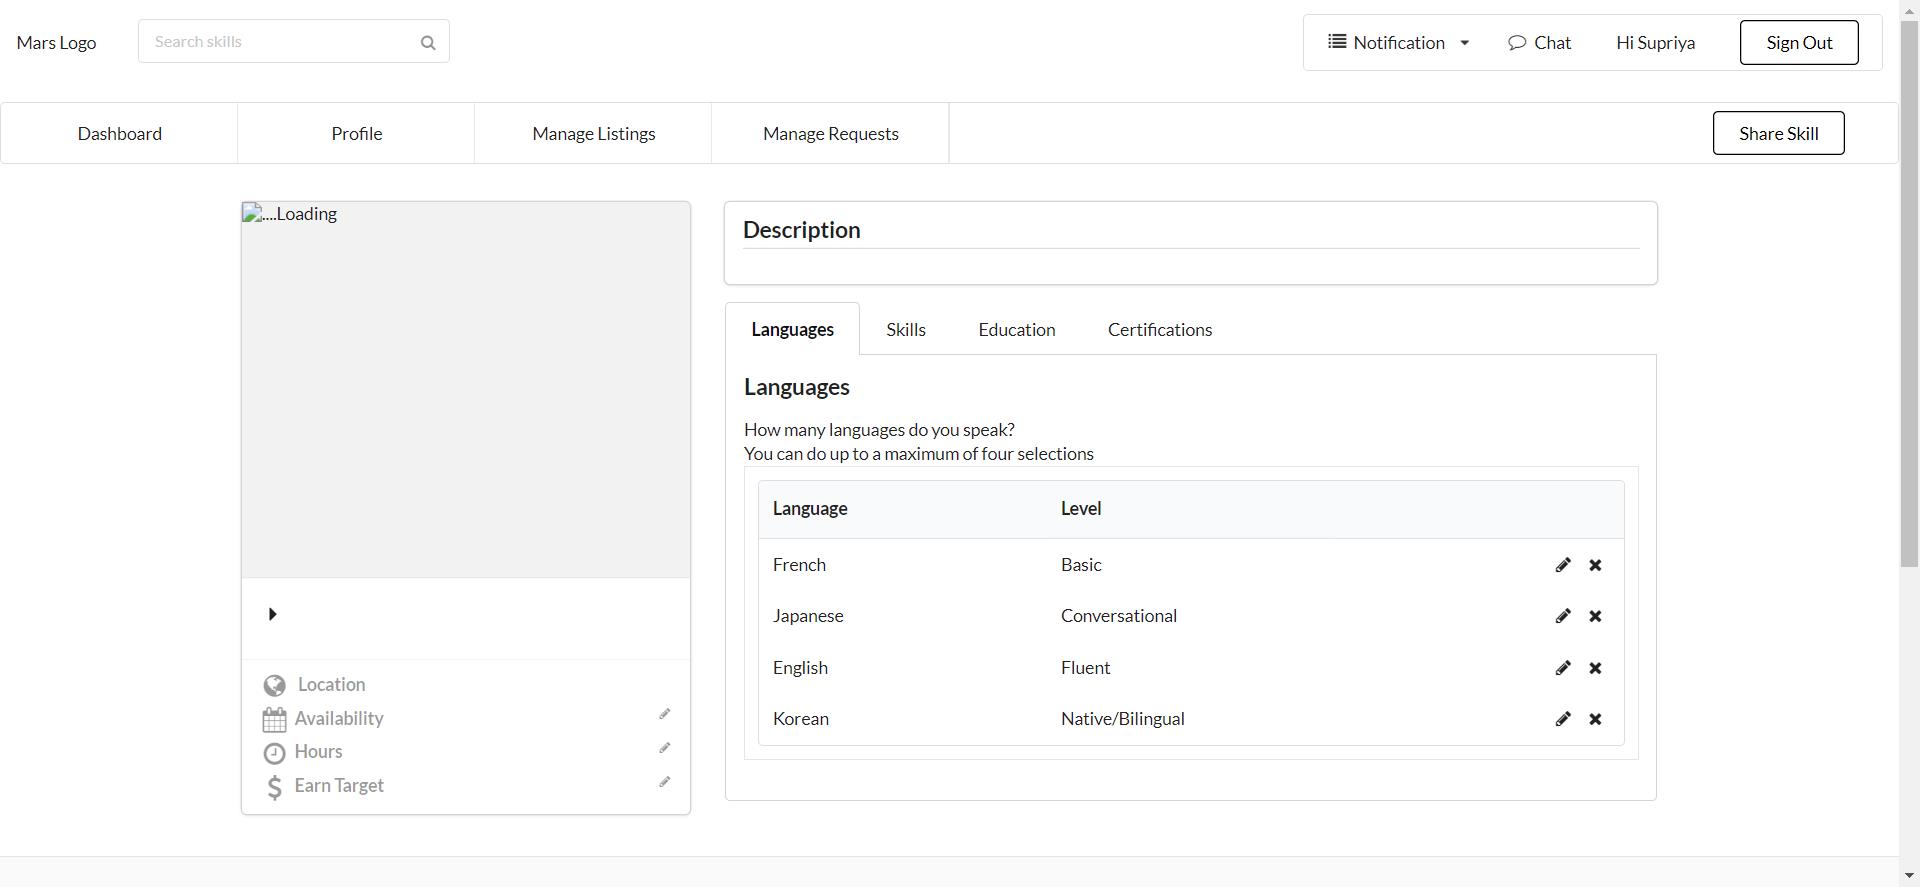 Mars Logo
Search skills
Notification
Chat
Hi Supriya
Sign Out
Dashboard
Profile
Manage Listings
Manage Requests
Share Skill
....Loading
Location
Availability
Hours
Earn Target
Description
Languages Skills Education Certifications
Languages
How many languages do you speak?
You can do up to a maximum of four selections
Language Level
French Basic
Japanese Conversational
English Fluent
Korean Native/Bilingual